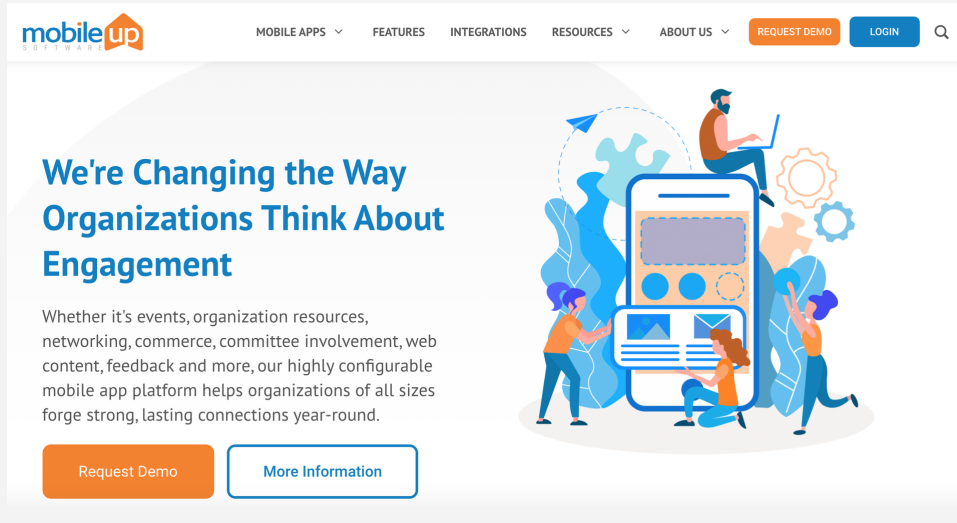 mobile up
SOFTWARE
MOBILE APPS
FEATURES
INTEGRATIONS
RESOURCES
ABOUT US
REQUEST DEMO
LOGIN
We're Changing the Way
Organizations Think About
Engagement
Whether it's events, organization resources,
networking, commerce, committee involvement, web
content, feedback and more, our highly configurable
mobile app platform helps organizations of all sizes
forge strong, lasting connections year-round.
Request Demo
More Information